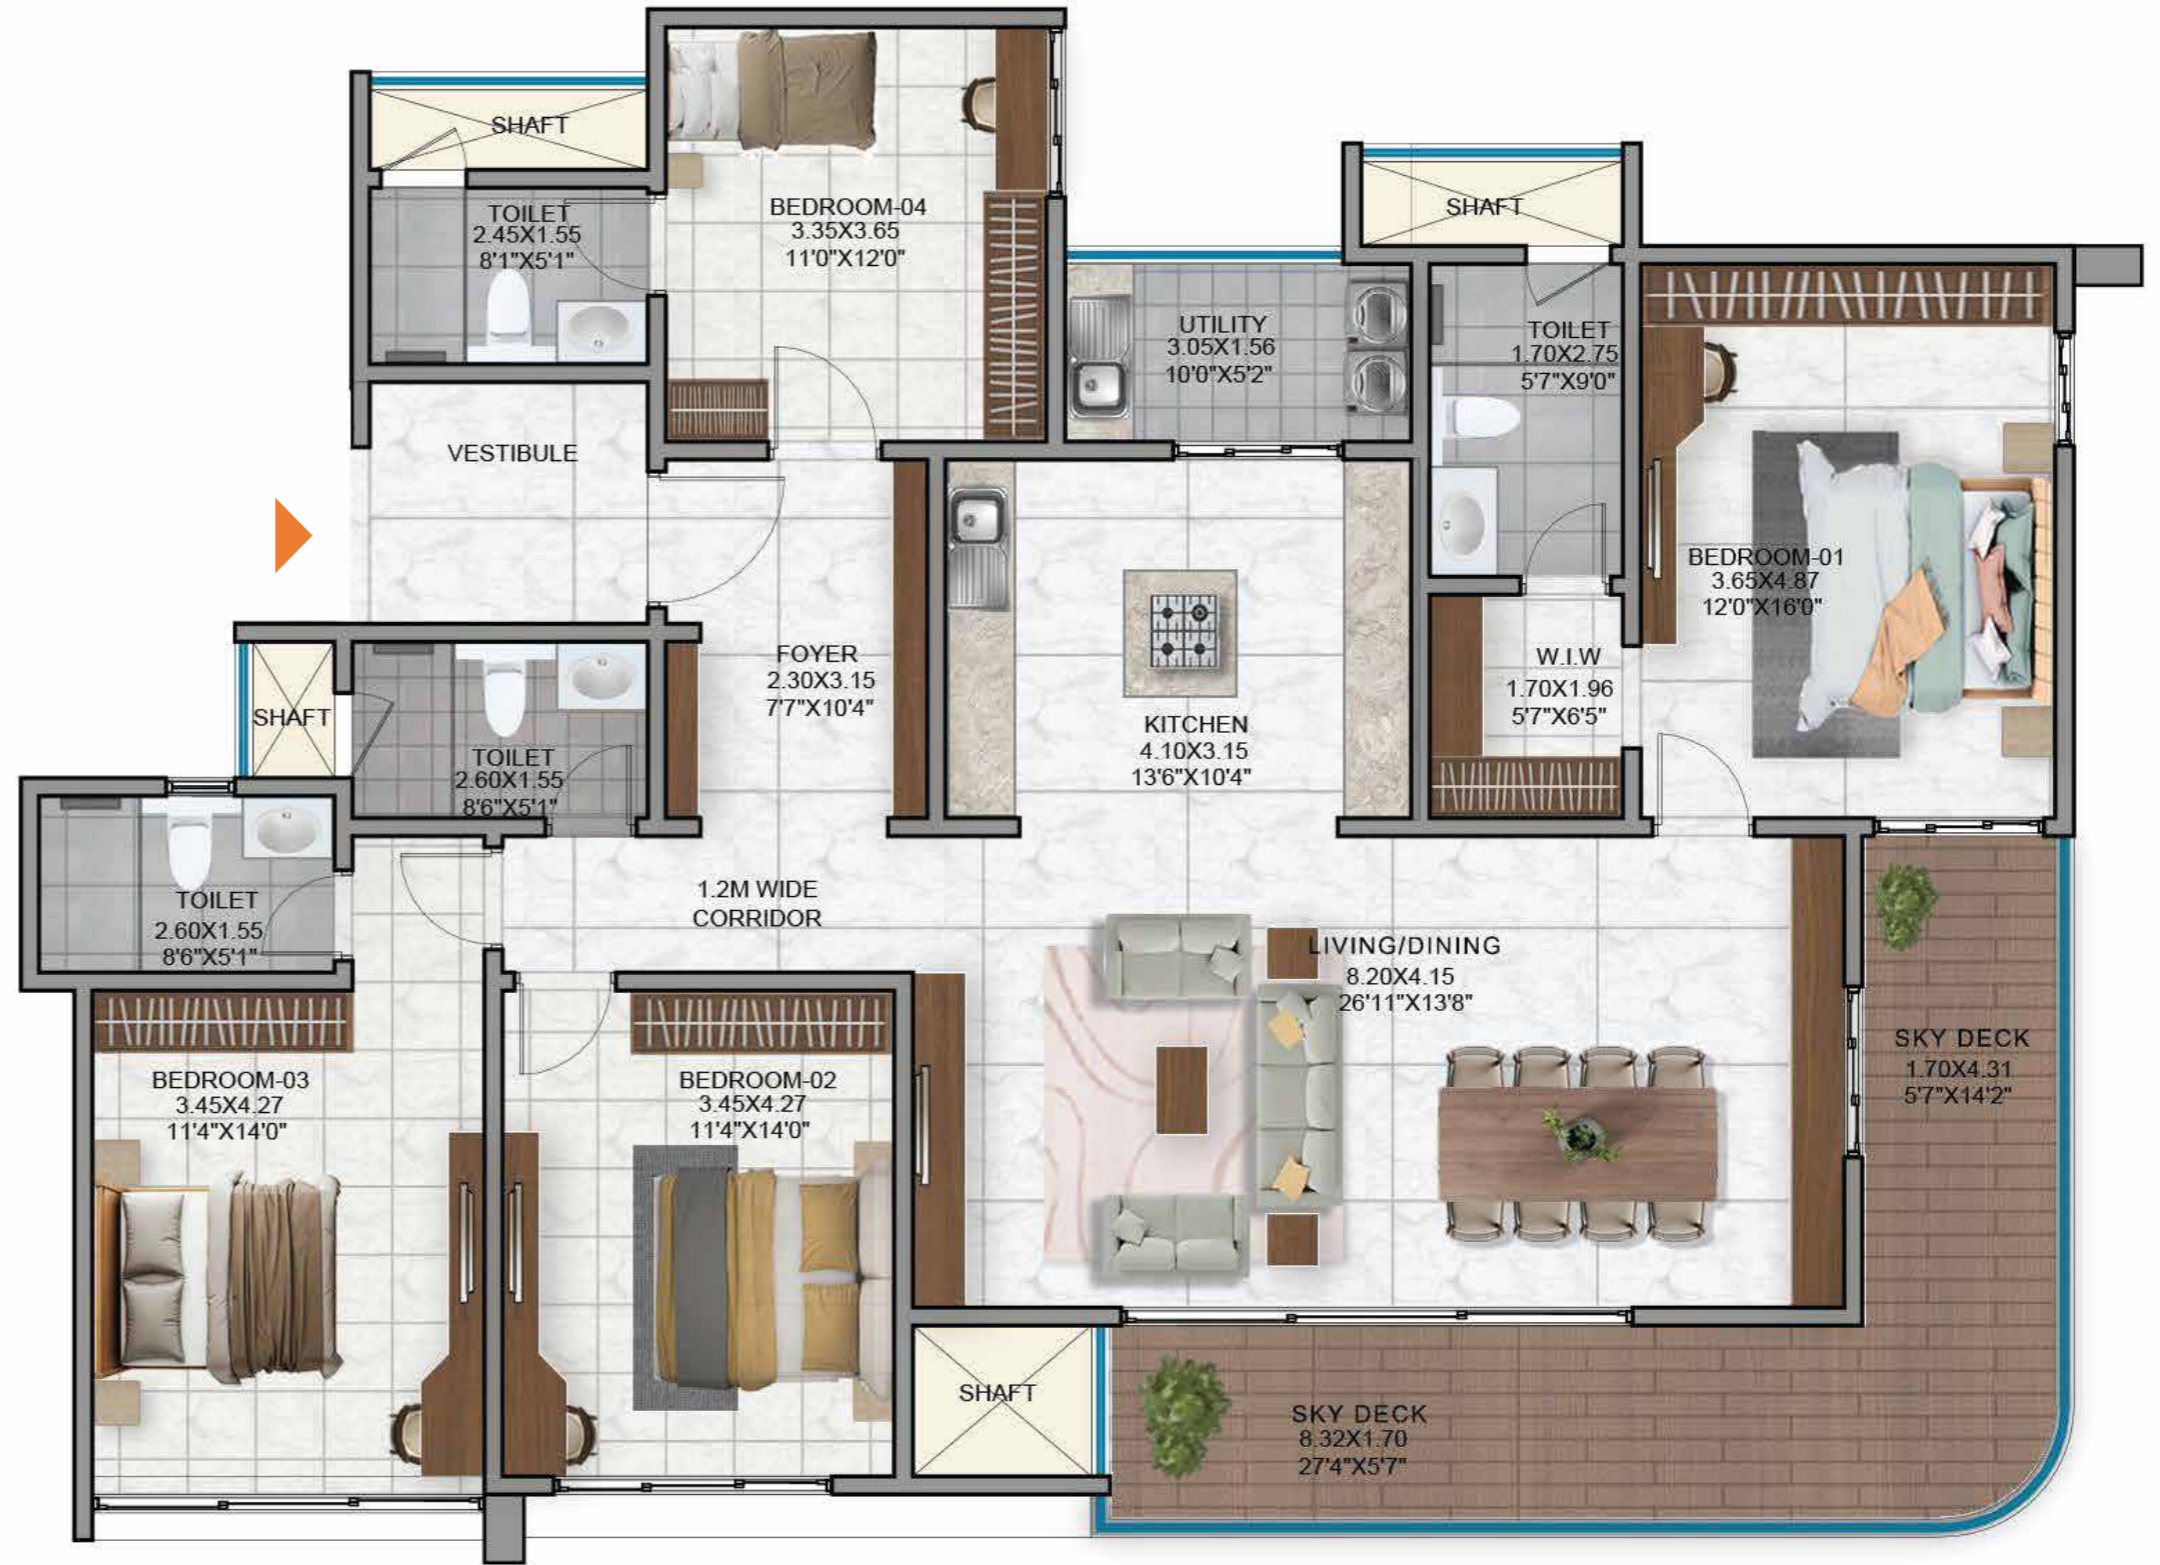 SHAFT
TOILET
2.45X1.55
8'1"X5'1"
BEDROOM-04
3.35X3.65
11'0"X12'0"
SHAFT
UTILITY
3.05X1.56
10'0"X5'2"
TOILET
1.70X2.75
5'7"X9'0"
VESTIBULE
BEDROOM-01
3.65X4.87
12'0"X16'0"
FOYER
2.30X3.15
7'7"X10'4"
W.I.W
1.70X1.96
5'7"X6'5"
SHAFT
KITCHEN
4.10X3.15
13'6"X10'4"
TOILET
2.60X1.55
8'6"X5'1"
TOILET
2.60X1.55
8'6"X5'1"
1.2M WIDE
CORRIDOR
LIVING/DINING
8.20X4.15
26'11"X13'8"
SKY DECK
1.70X4.31
5'7"X14'2"
BEDROOM-03
3.45X4.27
11'4"X14'0"
BEDROOM-02
3.45X4.27
11'4"X14'0"
SHAFT
SKY DECK
8.32X1.70
27'4"X5'7"